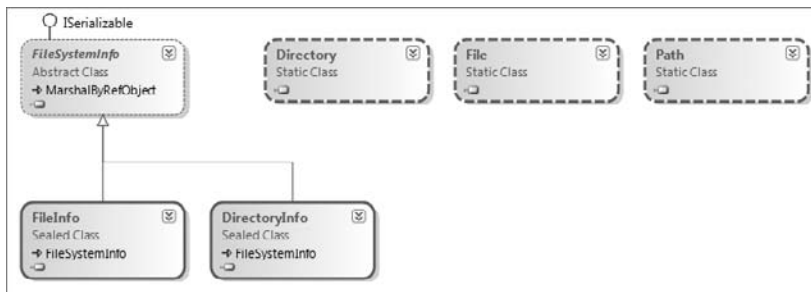 ISerializable
FileSystemInfo
Abstract Class
MarshalByRefObject
Directory
Static Class
File
Static Class
Path
Static Class
FileInfo
Sealed Class
FileSystemInfo
DirectoryInfo
Sealed Class
FileSystemInfo